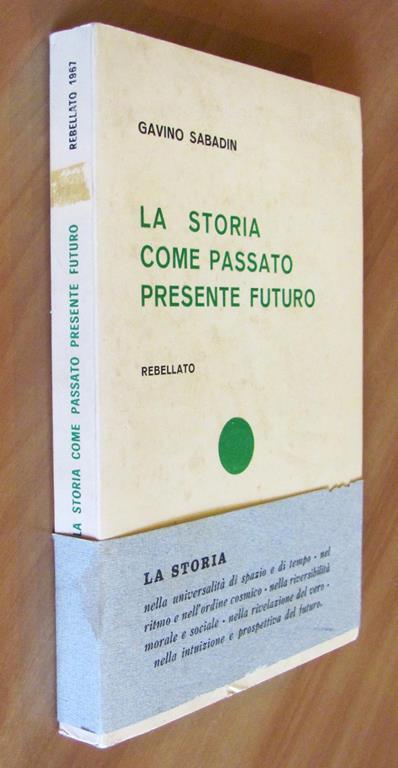 REBELLATO 1967
LA STORIA COME PASSATO PRESENTE FUTURO
GAVINO SABADIN
LA STORIA
COME PASSATO
PRESENTE FUTURO
REBELLATO
LA STORIA
nella universalità di spazio e di tempo - nel
ritmo e nell'ordine cosmico - nella riversibilità
morale e sociale - nella rivelazione del vero -
nella intuizione e prospettiva del futuro.